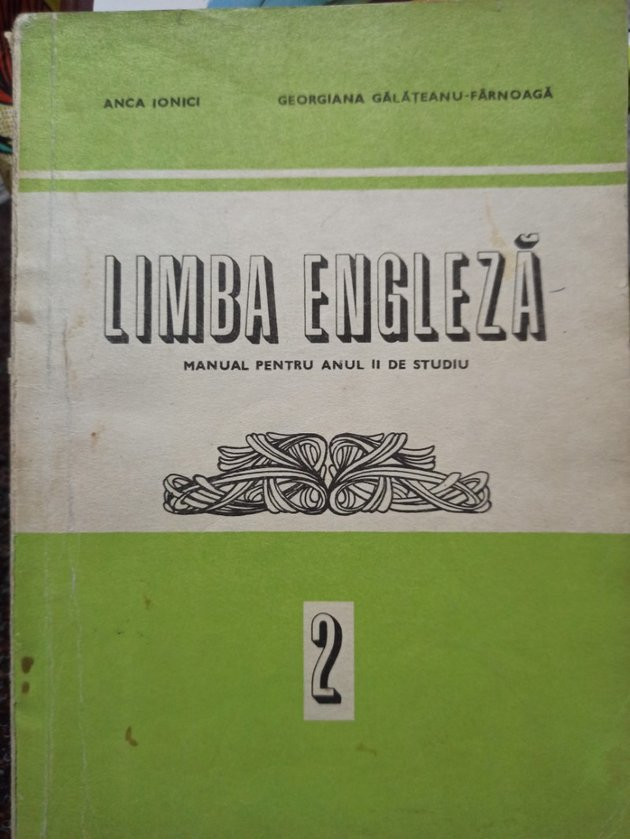 ANCA IONICI GEORGIANA GĂLĂȚEANU-FÂRNOAGĂ
LIMBA ENGLEZĂ
MANUAL PENTRU ANUL II DE STUDIU
2